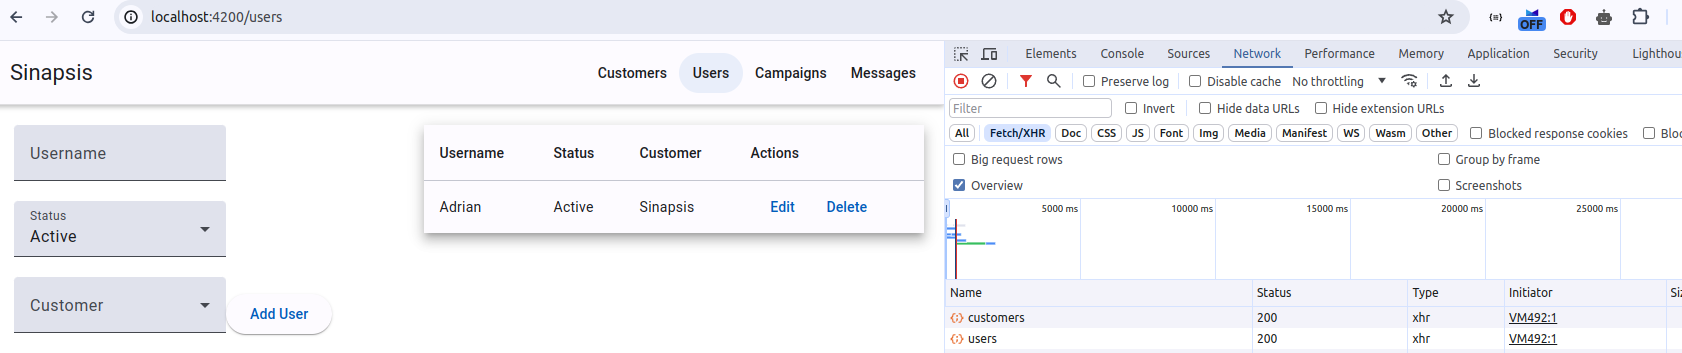 localhost:4200/users
OFF
Sinapsis
Customers Users Campaigns Messages
Username
Status
Active
Customer
Add User
Username Status Customer Actions
Adrian Active Sinapsis Edit Delete
Elements Console Sources Network Performance Memory Application Security Lighthou
Preserve log Disable cache No throttling
Filter Invert Hide data URLs Hide extension URLs
All Fetch/XHR Doc CSS JS Font Img Media Manifest WS Wasm Other Blocked response cookies Bloc
Big request rows Group by frame
Overview Screenshots
5000 ms 10000 ms 15000 ms 20000 ms 25000 ms
Name Status Type Initiator Siz
customers 200 xhr VM492:1
users 200 xhr VM492:1